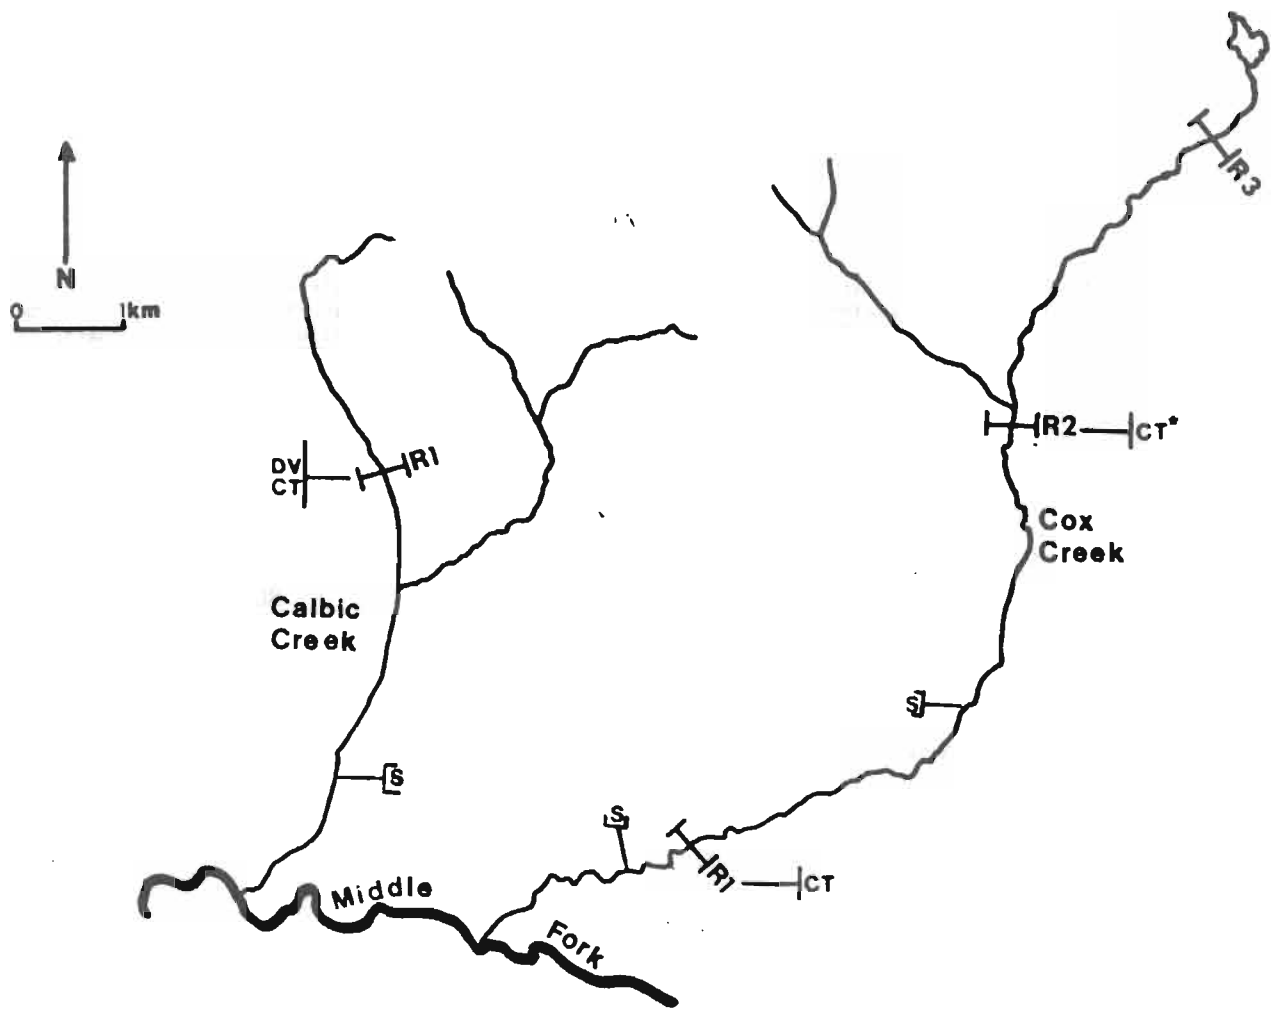 R3
N
0 1km
R2 CT*
DV
CT
R1
Cox
Creek
Calbic
Creek
S
S
S
R1 CT
Middle
Fork